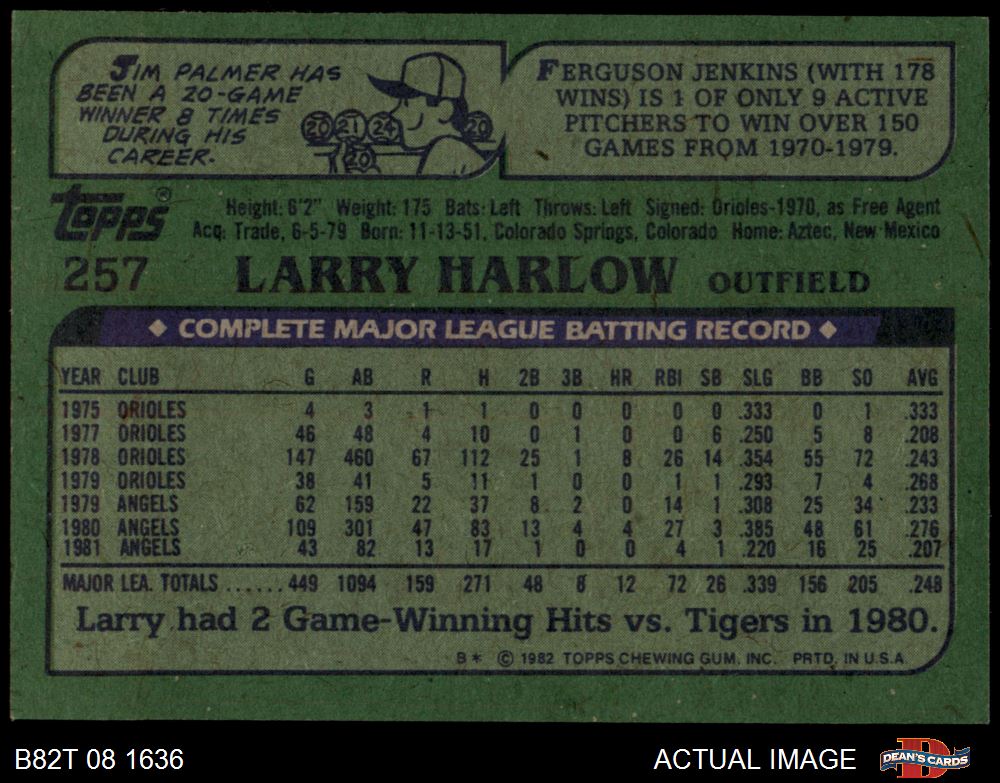 JIM PALMER HAS
BEEN A 20-GAME
WINNER 8 TIMES
DURING HIS
CAREER.
20 21 24 20
20
FERGUSON JENKINS (WITH 178
WINS) IS 1 OF ONLY 9 ACTIVE
PITCHERS TO WIN OVER 150
GAMES FROM 1970-1979.
topps®
Height: 6'2" Weight: 175 Bats: Left Throws: Left Signed: Orioles-1970, as Free Agent
Acq: Trade, 6-5-79 Born: 11-13-51, Colorado Springs, Colorado Home: Aztec, New Mexico
257 LARRY HARLOW OUTFIELD
◆ COMPLETE MAJOR LEAGUE BATTING RECORD ◆
YEAR CLUB G AB R H 2B 3B HR RBI SB SLG BB SO AVG
1975 ORIOLES 4 3 1 1 0 0 0 0 0 .333 0 1 .333
1977 ORIOLES 46 48 4 10 0 1 0 0 6 .250 5 8 .208
1978 ORIOLES 147 460 67 112 25 1 8 26 14 .354 55 72 .243
1979 ORIOLES 38 41 5 11 1 0 0 1 1 .293 7 4 .268
1979 ANGELS 62 159 22 37 8 2 0 14 1 .308 25 34 .233
1980 ANGELS 109 301 47 83 13 4 4 27 3 .385 48 61 .276
1981 ANGELS 43 82 13 17 1 0 0 4 1 .220 16 25 .207
MAJOR LEA. TOTALS ...... 449 1094 159 271 48 8 12 72 26 .339 156 205 .248
Larry had 2 Game-Winning Hits vs. Tigers in 1980.
B* © 1982 TOPPS CHEWING GUM, INC. PRTD. IN U.S.A.
B82T 08 1636 ACTUAL IMAGE DEAN'S CARDS